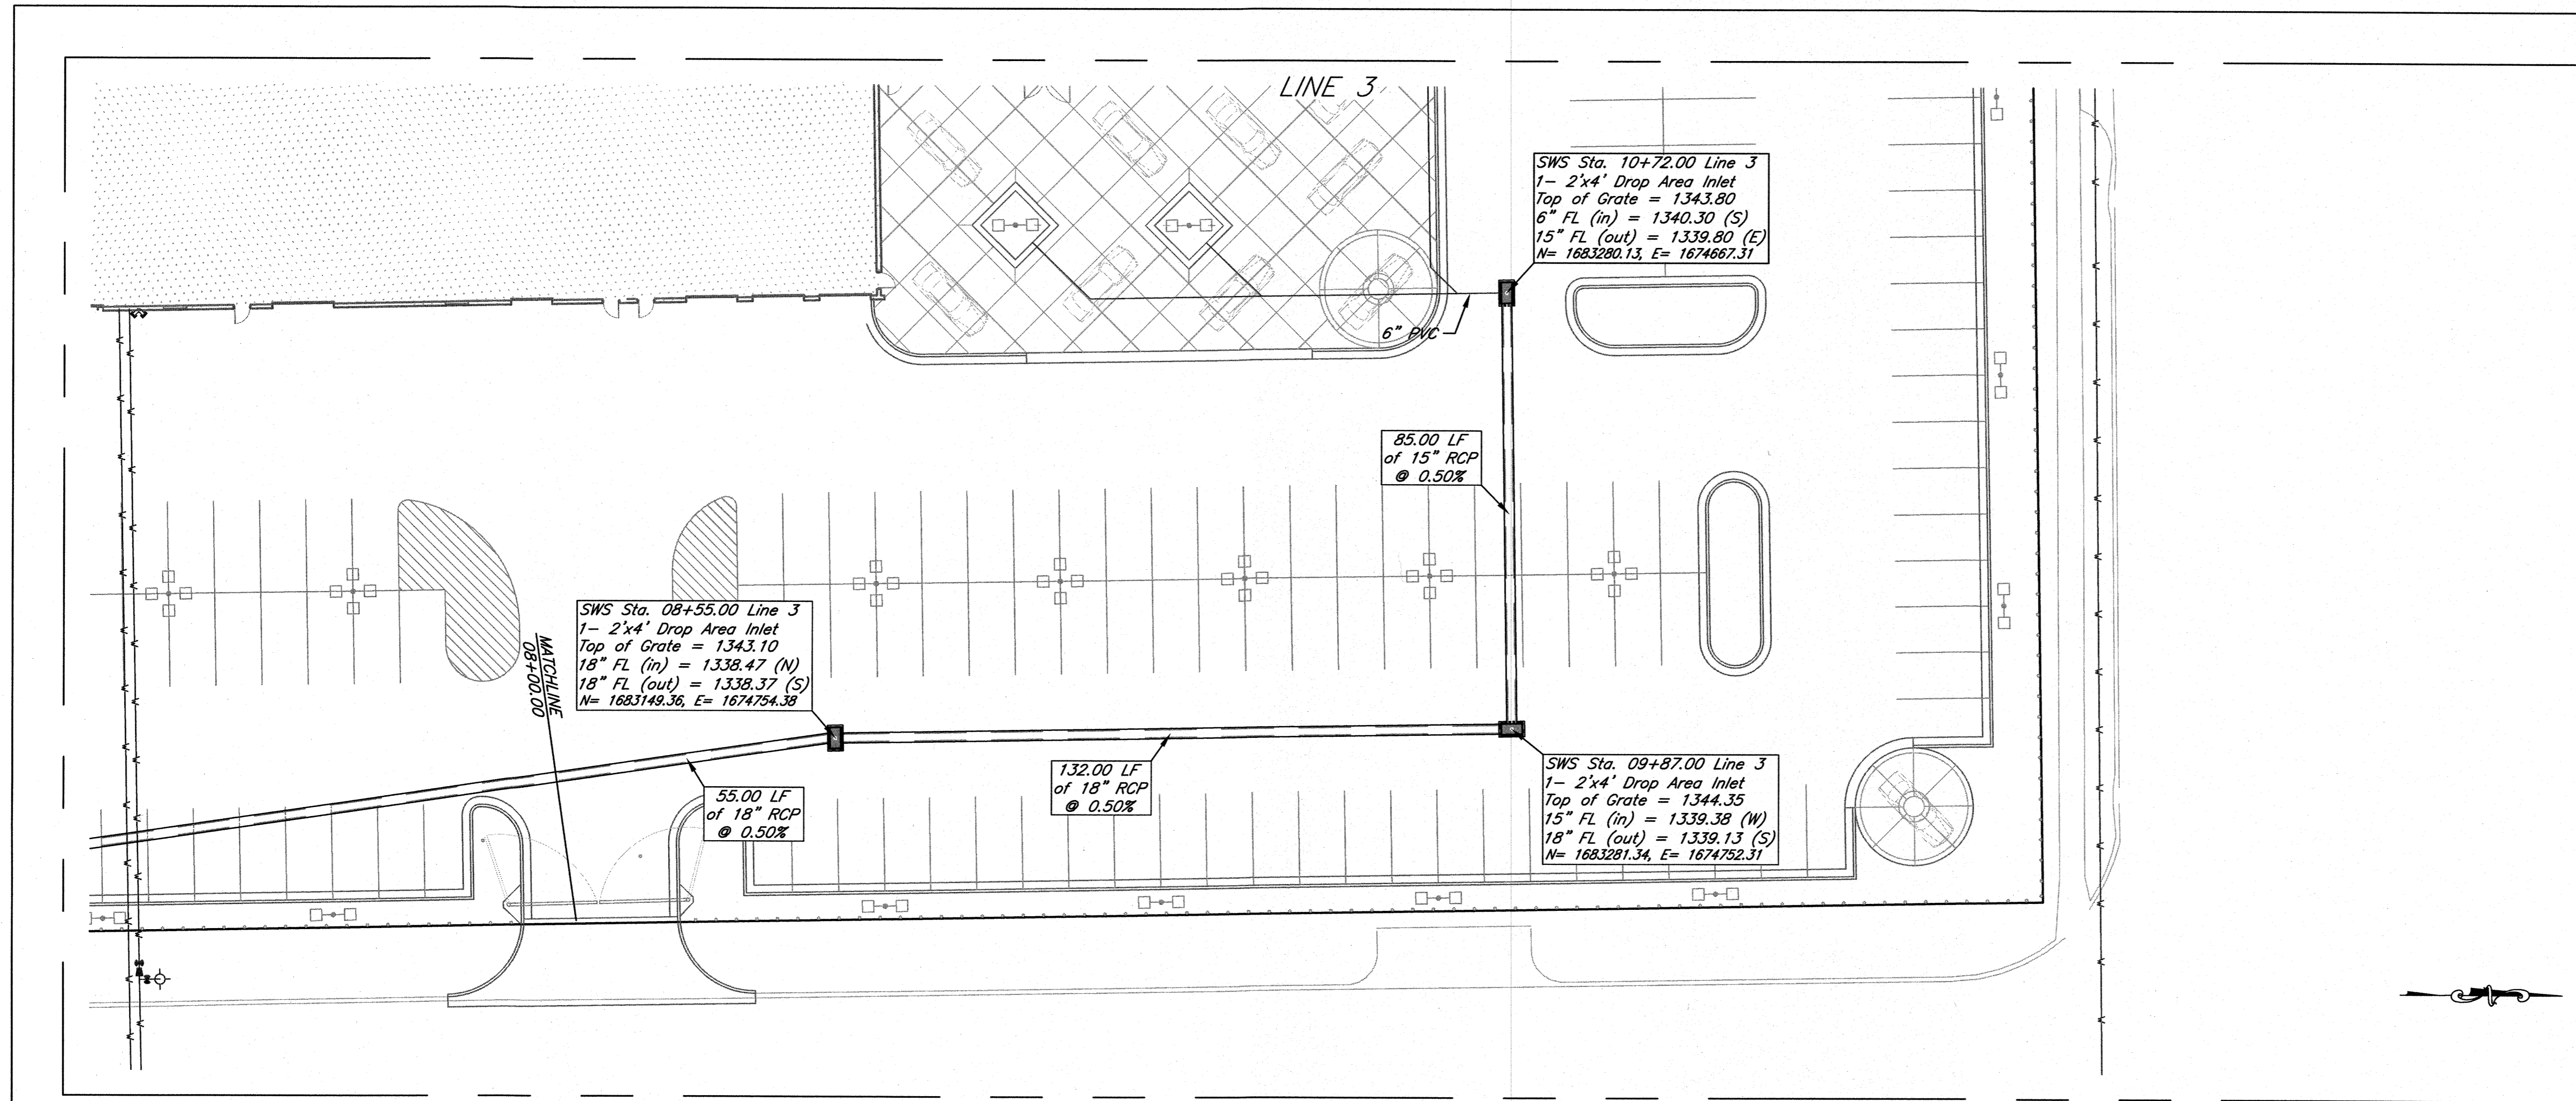 LINE 3
SWS Sta. 10+72.00 Line 3
1- 2'x4' Drop Area Inlet
Top of Grate = 1343.80
6" FL (in) = 1340.30 (S)
15" FL (out) = 1339.80 (E)
N= 1683280.13, E= 1674667.31
6" PVC
85.00 LF
of 15" RCP
@ 0.50%
SWS Sta. 08+55.00 Line 3
1- 2'x4' Drop Area Inlet
Top of Grate = 1343.10
18" FL (in) = 1338.47 (N)
18" FL (out) = 1338.37 (S)
N= 1683149.36, E= 1674754.38
MATCHLINE
08+00.00
55.00 LF
of 18" RCP
@ 0.50%
132.00 LF
of 18" RCP
@ 0.50%
SWS Sta. 09+87.00 Line 3
1- 2'x4' Drop Area Inlet
Top of Grate = 1344.35
15" FL (in) = 1339.38 (W)
18" FL (out) = 1339.13 (S)
N= 1683281.34, E= 1674752.31